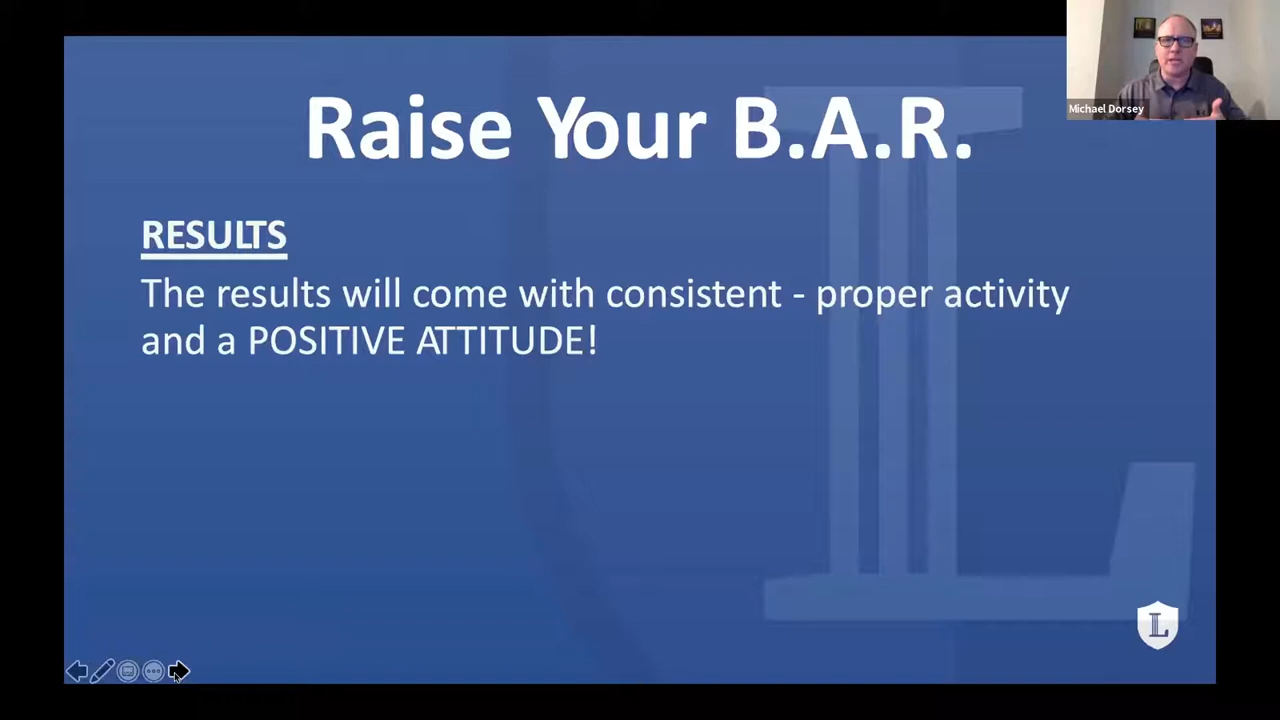 Raise Your B.A.R.
Michael Dorsey
RESULTS
The results will come with consistent - proper activity
and a POSITIVE ATTITUDE!
L